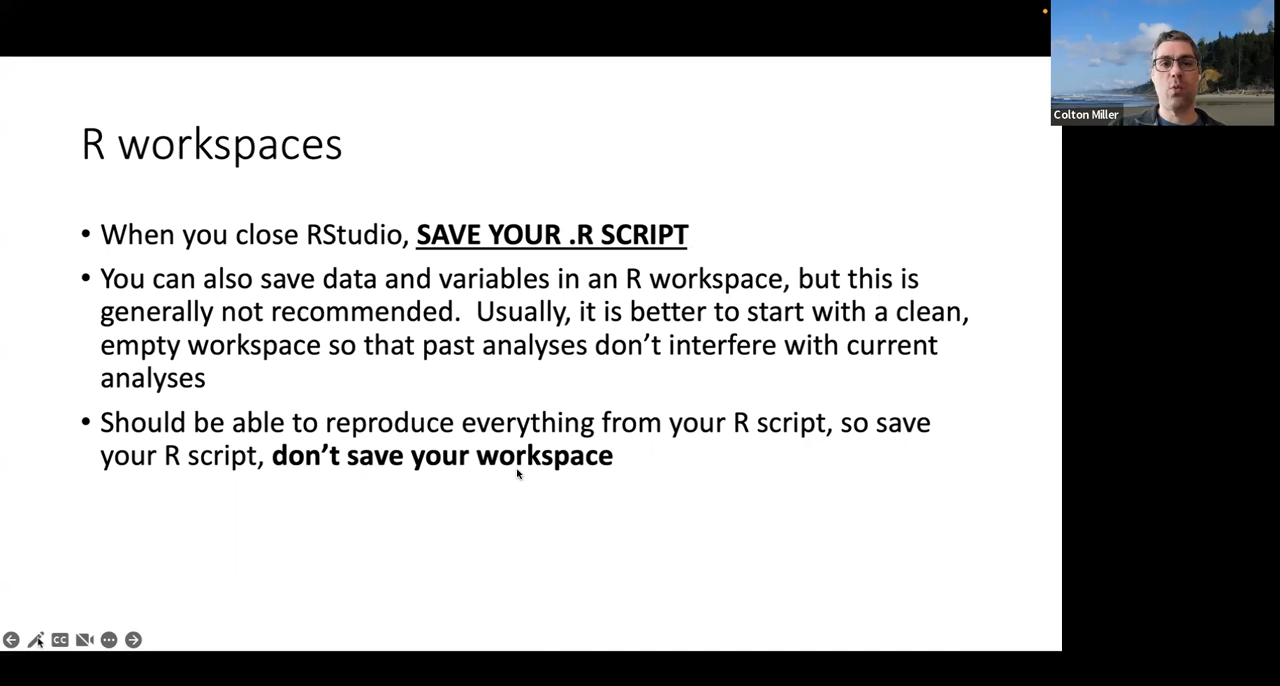 Colton Miller
R workspaces
• When you close RStudio, SAVE YOUR .R SCRIPT
• You can also save data and variables in an R workspace, but this is
generally not recommended.  Usually, it is better to start with a clean,
empty workspace so that past analyses don't interfere with current
analyses
• Should be able to reproduce everything from your R script, so save
your R script, don't save your workspace
CC